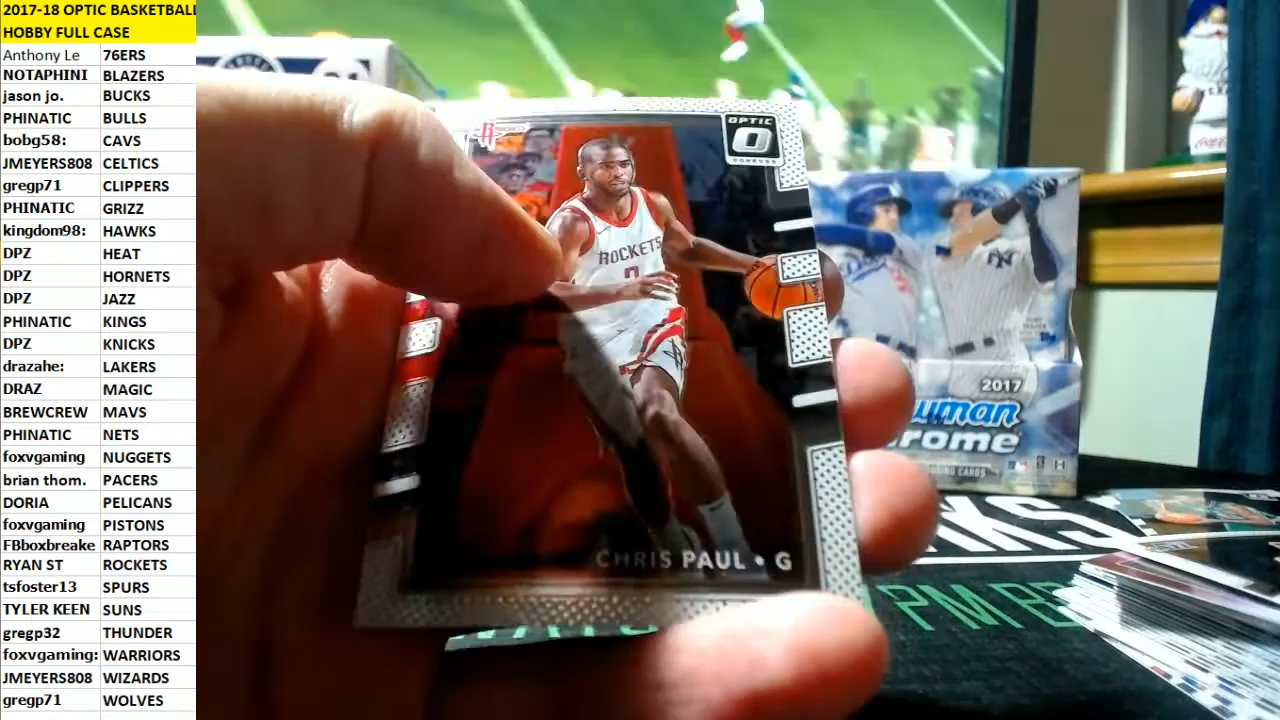 2017-18 OPTIC BASKETBALL
HOBBY FULL CASE
Anthony Le 76ERS
NOTAPHINI BLAZERS
jason jo. BUCKS
PHINATIC BULLS
bobg58: CAVS
JMEYERS808 CELTICS
gregp71 CLIPPERS
PHINATIC GRIZZ
kingdom98: HAWKS
DPZ HEAT
DPZ HORNETS
DPZ JAZZ
PHINATIC KINGS
DPZ KNICKS
drazahe: LAKERS
DRAZ MAGIC
BREWCREW MAVS
PHINATIC NETS
foxvgaming NUGGETS
brian thom. PACERS
DORIA PELICANS
foxvgaming PISTONS
FBboxbreake RAPTORS
RYAN ST ROCKETS
tsfoster13 SPURS
TYLER KEEN SUNS
gregp32 THUNDER
foxvgaming: WARRIORS
JMEYERS808 WIZARDS
gregp71 WOLVES
OPTIC
DONRUSS
ROCKETS
CHRIS PAUL • G
2017